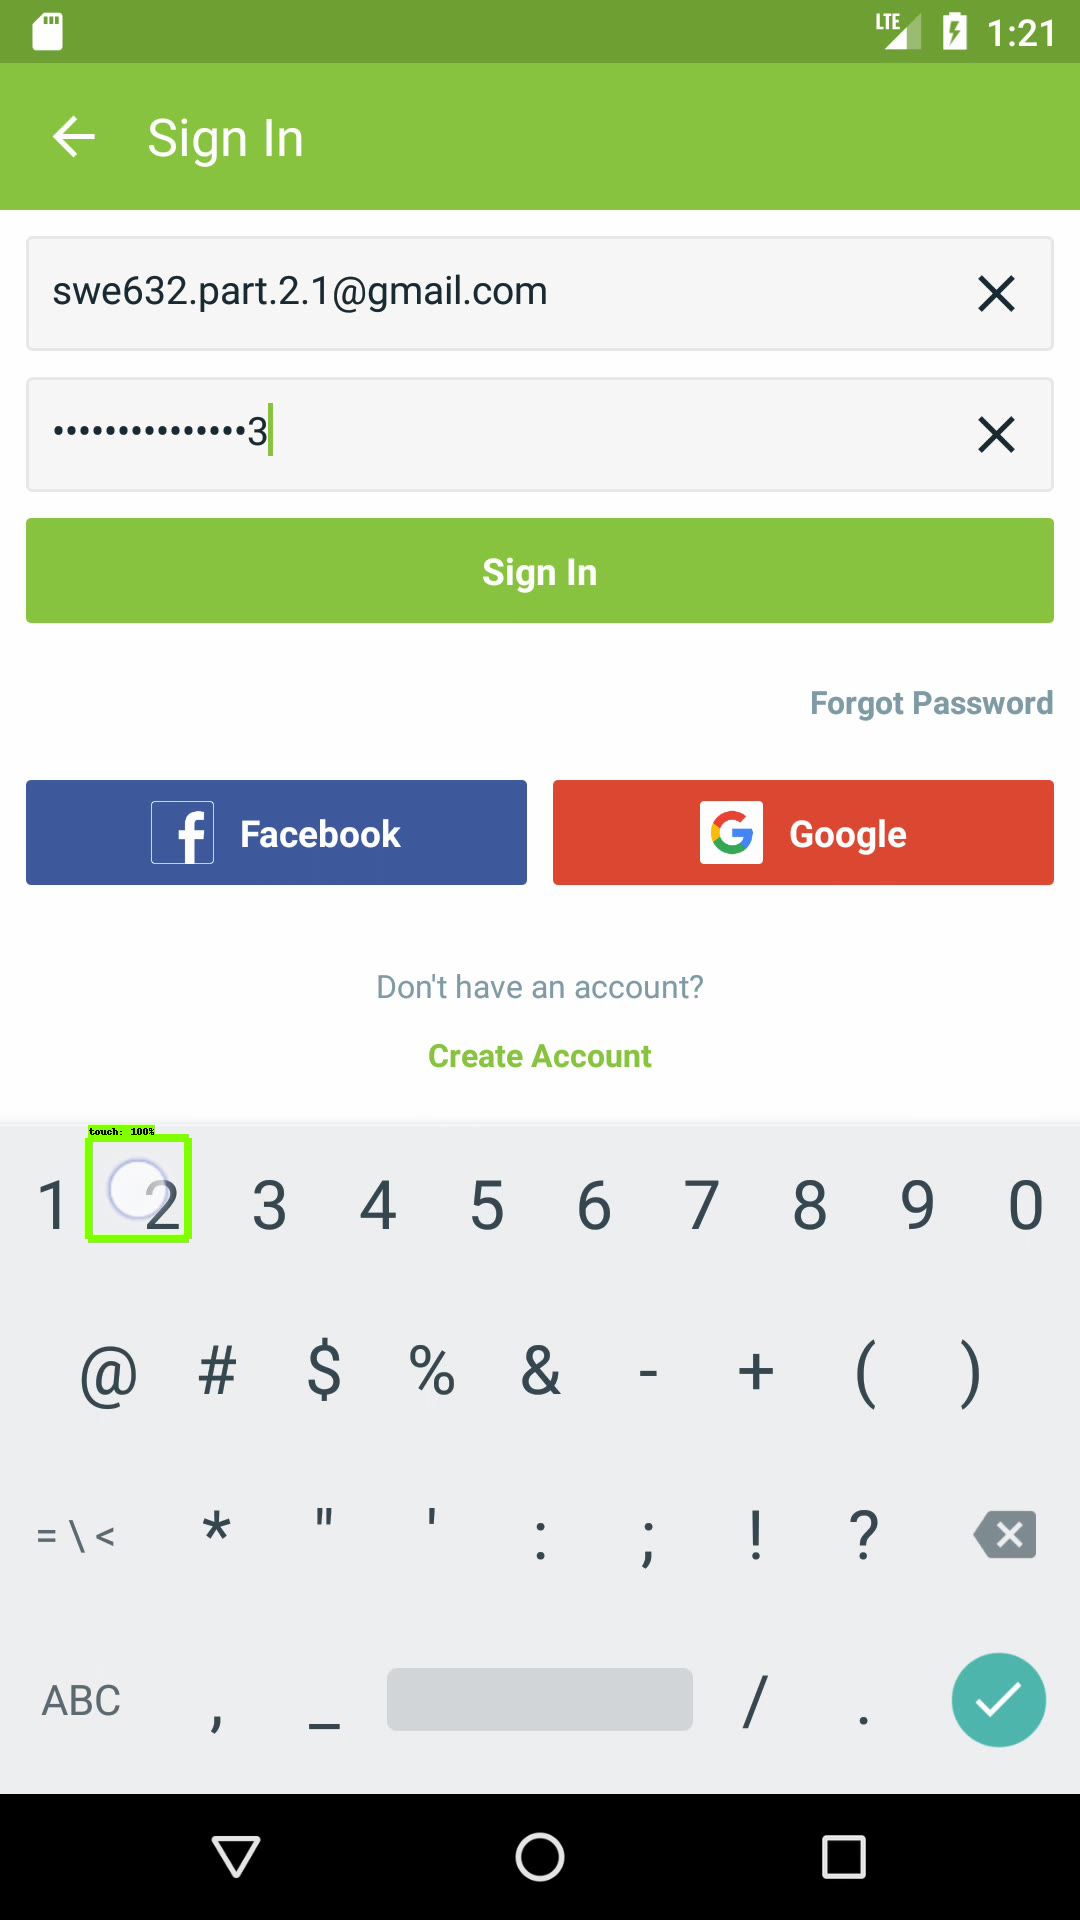 LTE 1:21
Sign In
swe632.part.2.1@gmail.com
•••••••••••••••3
Sign In
Forgot Password
Facebook Google
Don't have an account?
Create Account
touch: 100%
1 2 3 4 5 6 7 8 9 0
@ # $ % & - + ( )
= \ < * " ' : ; ! ?
ABC , _ / .